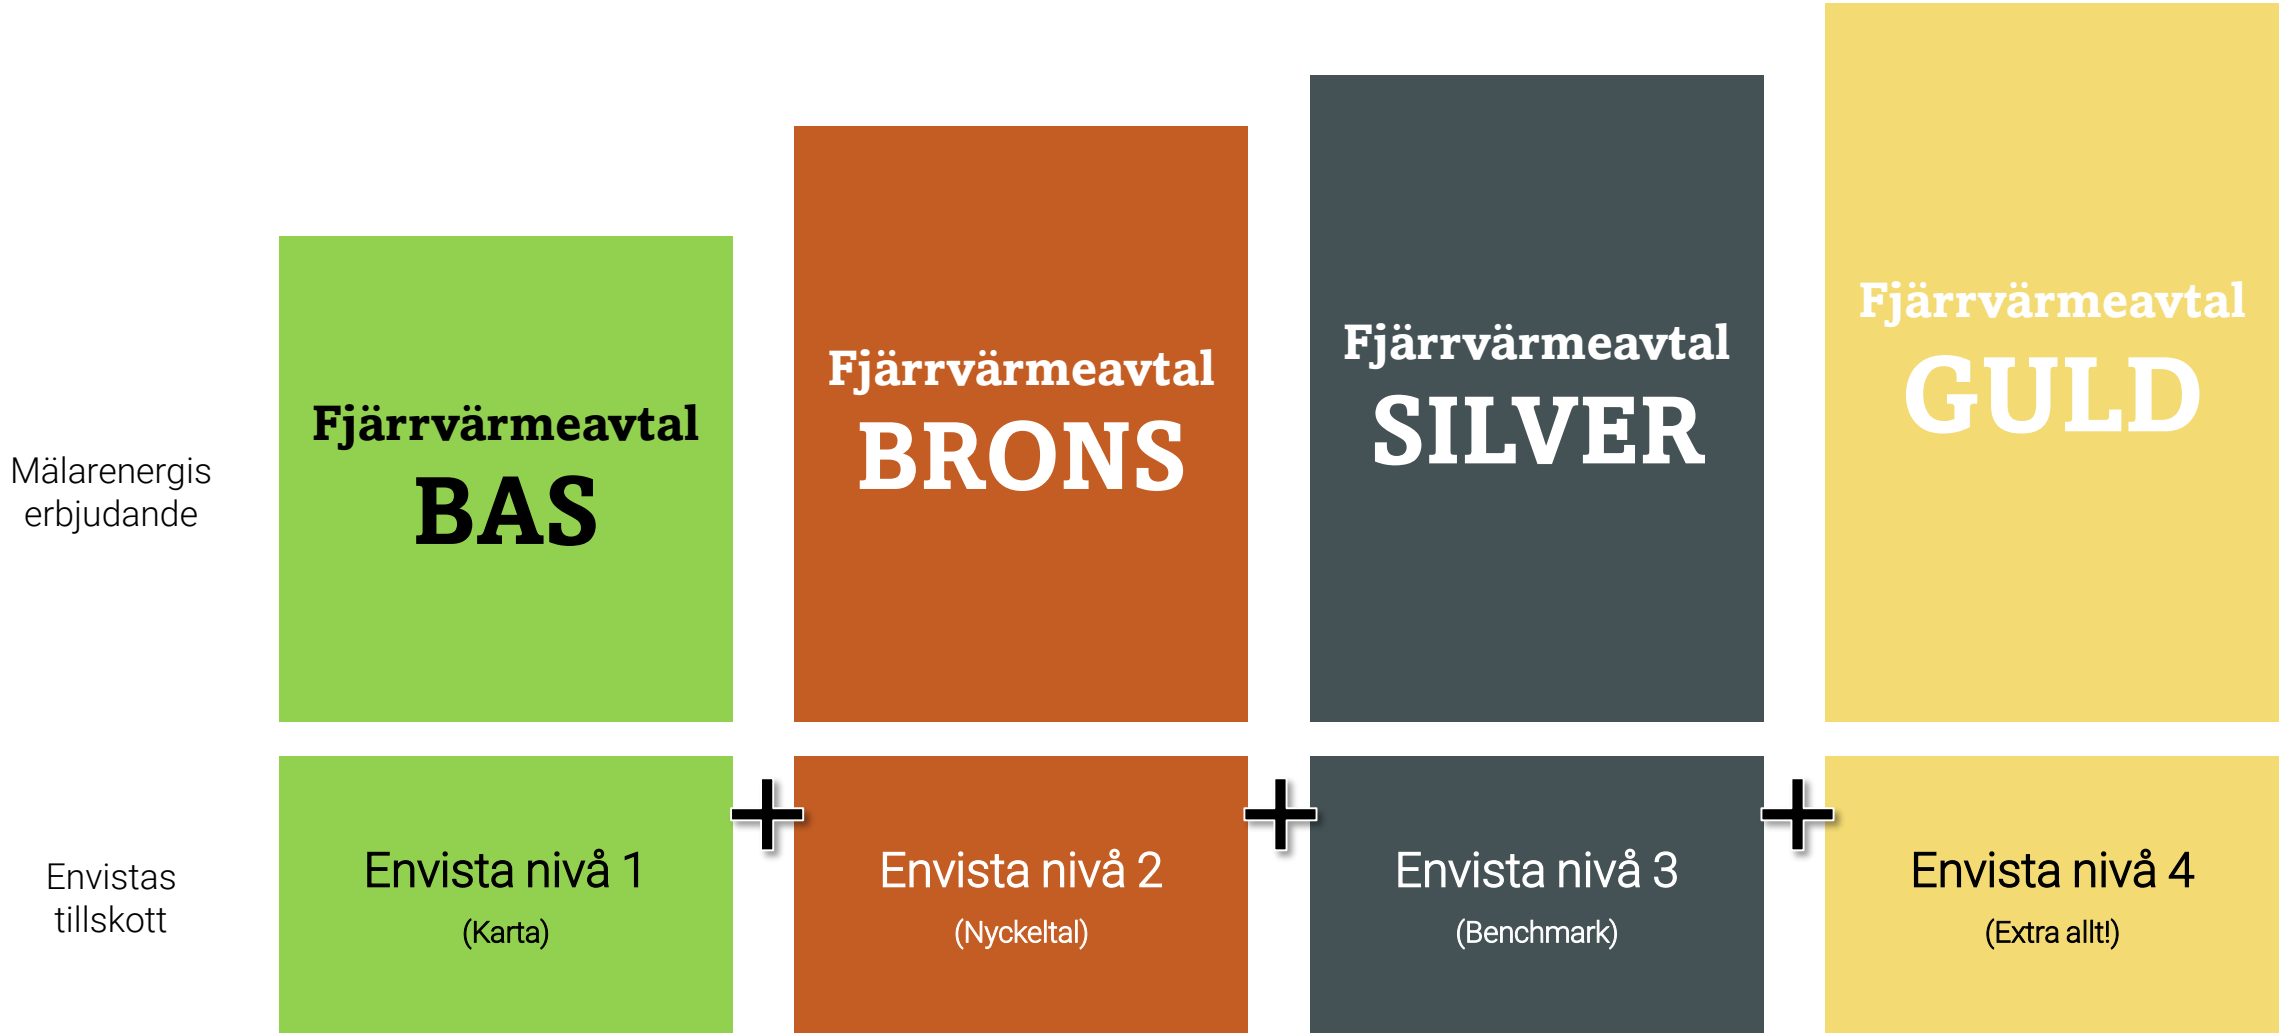 Mälarenergis
erbjudande
Fjärrvärmeavtal
BAS
Fjärrvärmeavtal
BRONS
Fjärrvärmeavtal
SILVER
Fjärrvärmeavtal
GULD
Envistas
tillskott
Envista nivå 1
(Karta)
+
Envista nivå 2
(Nyckeltal)
+
Envista nivå 3
(Benchmark)
+
Envista nivå 4
(Extra allt!)